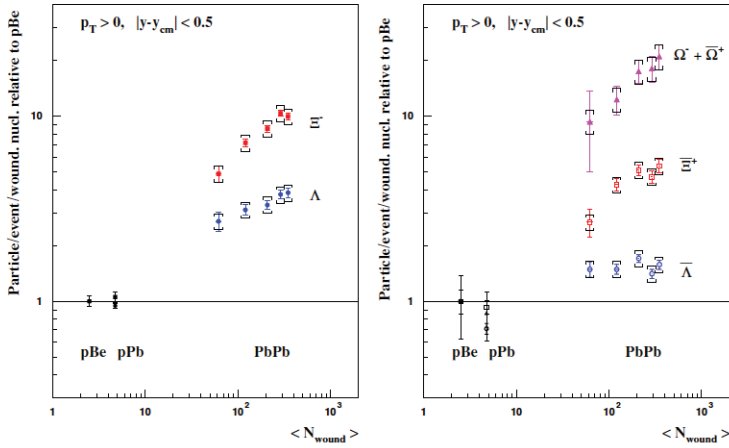 Particle/event/wound. nucl. relative to pBe
p_T > 0, |y-y_cm| < 0.5
10
1
Ξ⁻
Λ
pBe pPb PbPb
1 10 10² 10³
< N_wound >
Particle/event/wound. nucl. relative to pBe
p_T > 0, |y-y_cm| < 0.5
10
1
Ω⁻ + Ω̅⁺
Ξ̅⁺
Λ̅
pBe pPb PbPb
1 10 10² 10³
< N_wound >